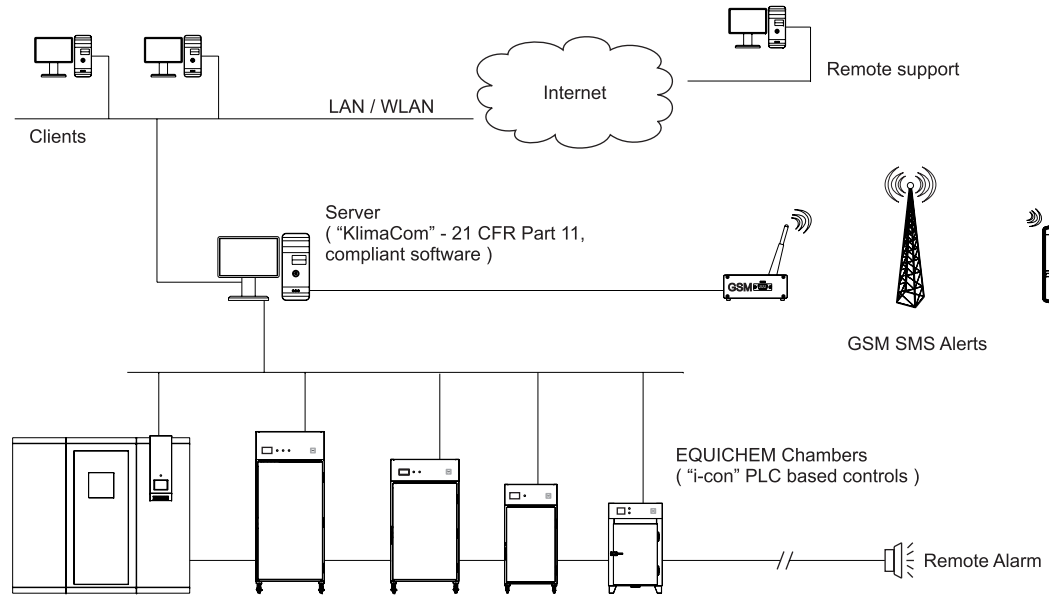 Remote support
Internet
LAN / WLAN
Clients
Server
( “KlimaCom” - 21 CFR Part 11,
compliant software )
GSM
GSM SMS Alerts
EQUICHEM Chambers
( “i-con” PLC based controls )
Remote Alarm